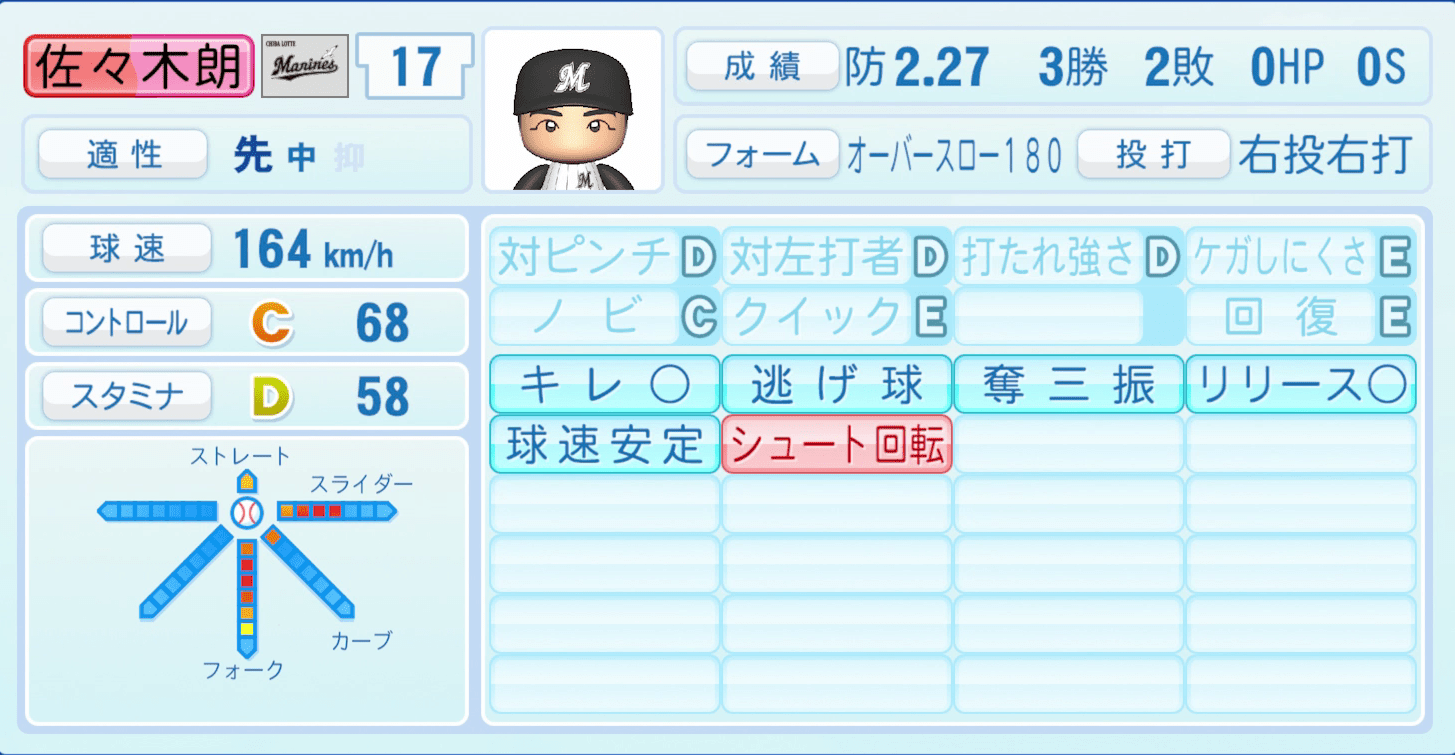 佐々木朗
CHIBA LOTTE
Marines
17
M
M
成績 防2.27 3勝 2敗 0HP 0S
適性 先 中 抑
フォーム オーバースロー180 投打 右投右打
球速 164 km/h
コントロール C 68
スタミナ D 58
ストレート
スライダー
カーブ
フォーク
対ピンチ D 対左打者 D 打たれ強さ D ケガしにくさ E
ノビ C クイック E 回復 E
キレ○ 逃げ球 奪三振 リリース○
球速安定 シュート回転